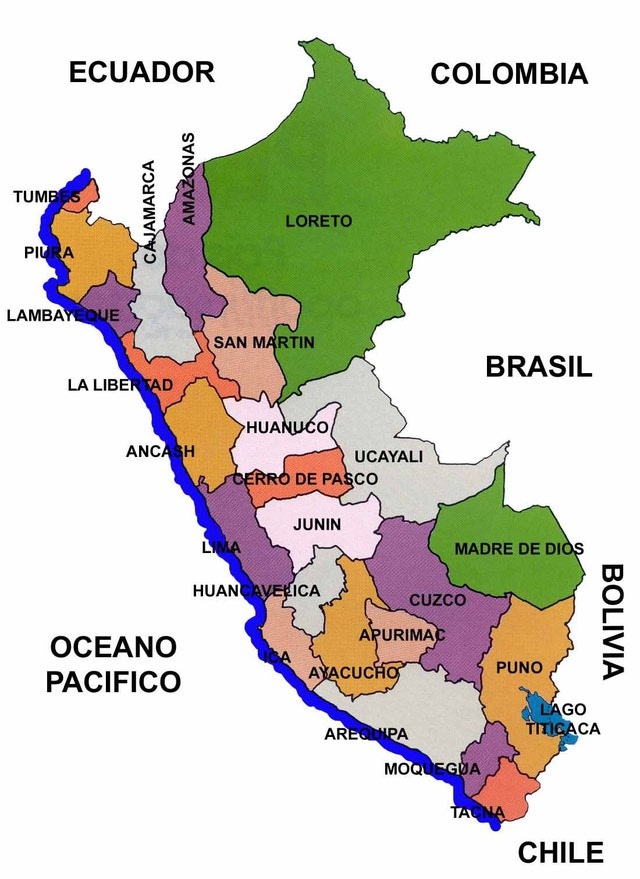 ECUADOR
COLOMBIA
TUMBES
CAJAMARCA
AMAZONAS
LORETO
PIURA
LAMBAYEQUE
SAN MARTIN
BRASIL
LA LIBERTAD
HUANUCO
ANCASH
UCAYALI
CERRO DE PASCO
JUNIN
LIMA
MADRE DE DIOS
HUANCAVELICA
CUZCO
BOLIVIA
APURIMAC
OCEANO
PACIFICO
ICA
AYACUCHO
PUNO
LAGO
TITICACA
AREQUIPA
MOQUEGUA
TACNA
CHILE